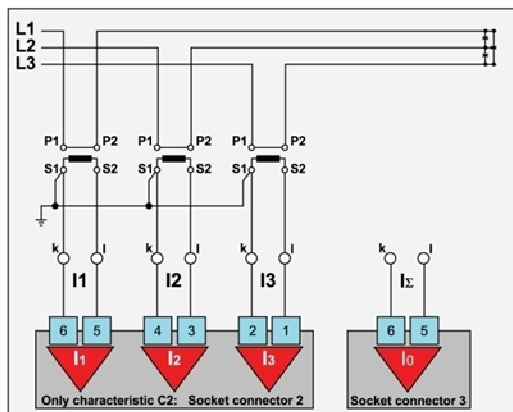 L1
L2
L3
P1 P2 P1 P2 P1 P2
S1 S2 S1 S2 S1 S2
k l k l k l k l
I1 I2 I3 IΣ
6 5 4 3 2 1 6 5
I1 I2 I3 I0
Only characteristic C2: Socket connector 2 Socket connector 3